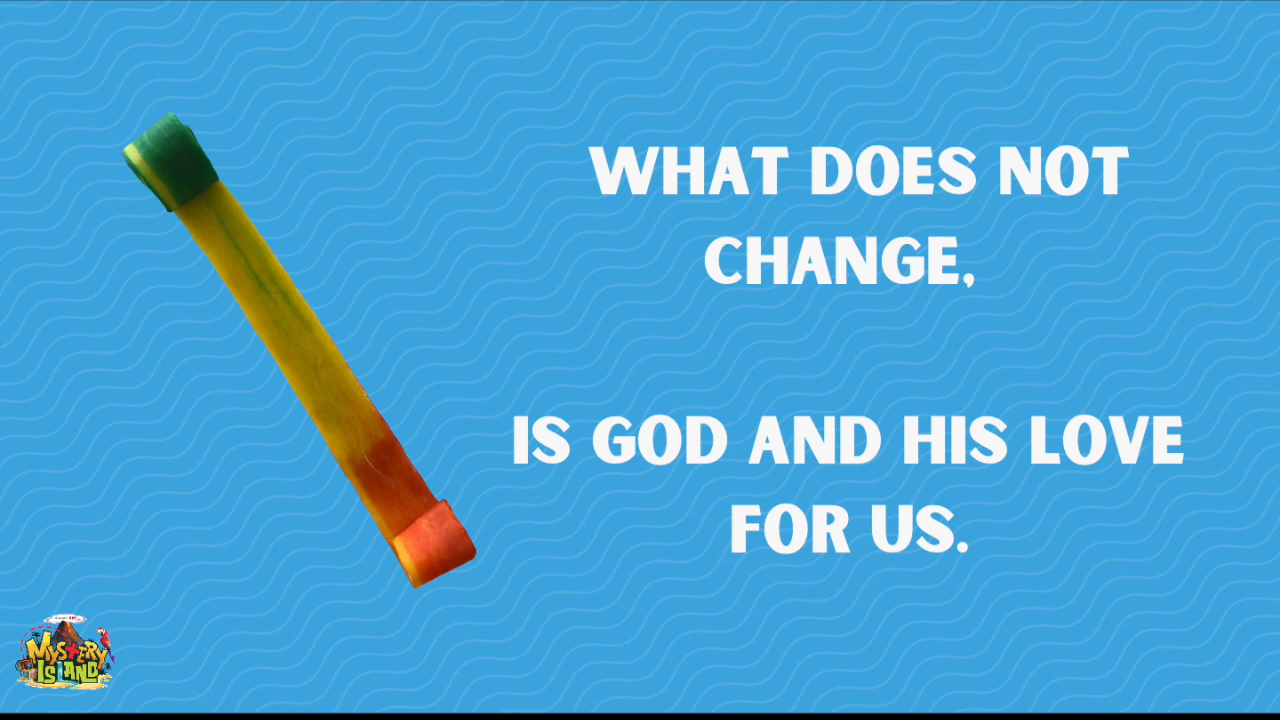 WHAT DOES NOT
CHANGE,
IS GOD AND HIS LOVE
FOR US.
MYSTERY
ISLAND